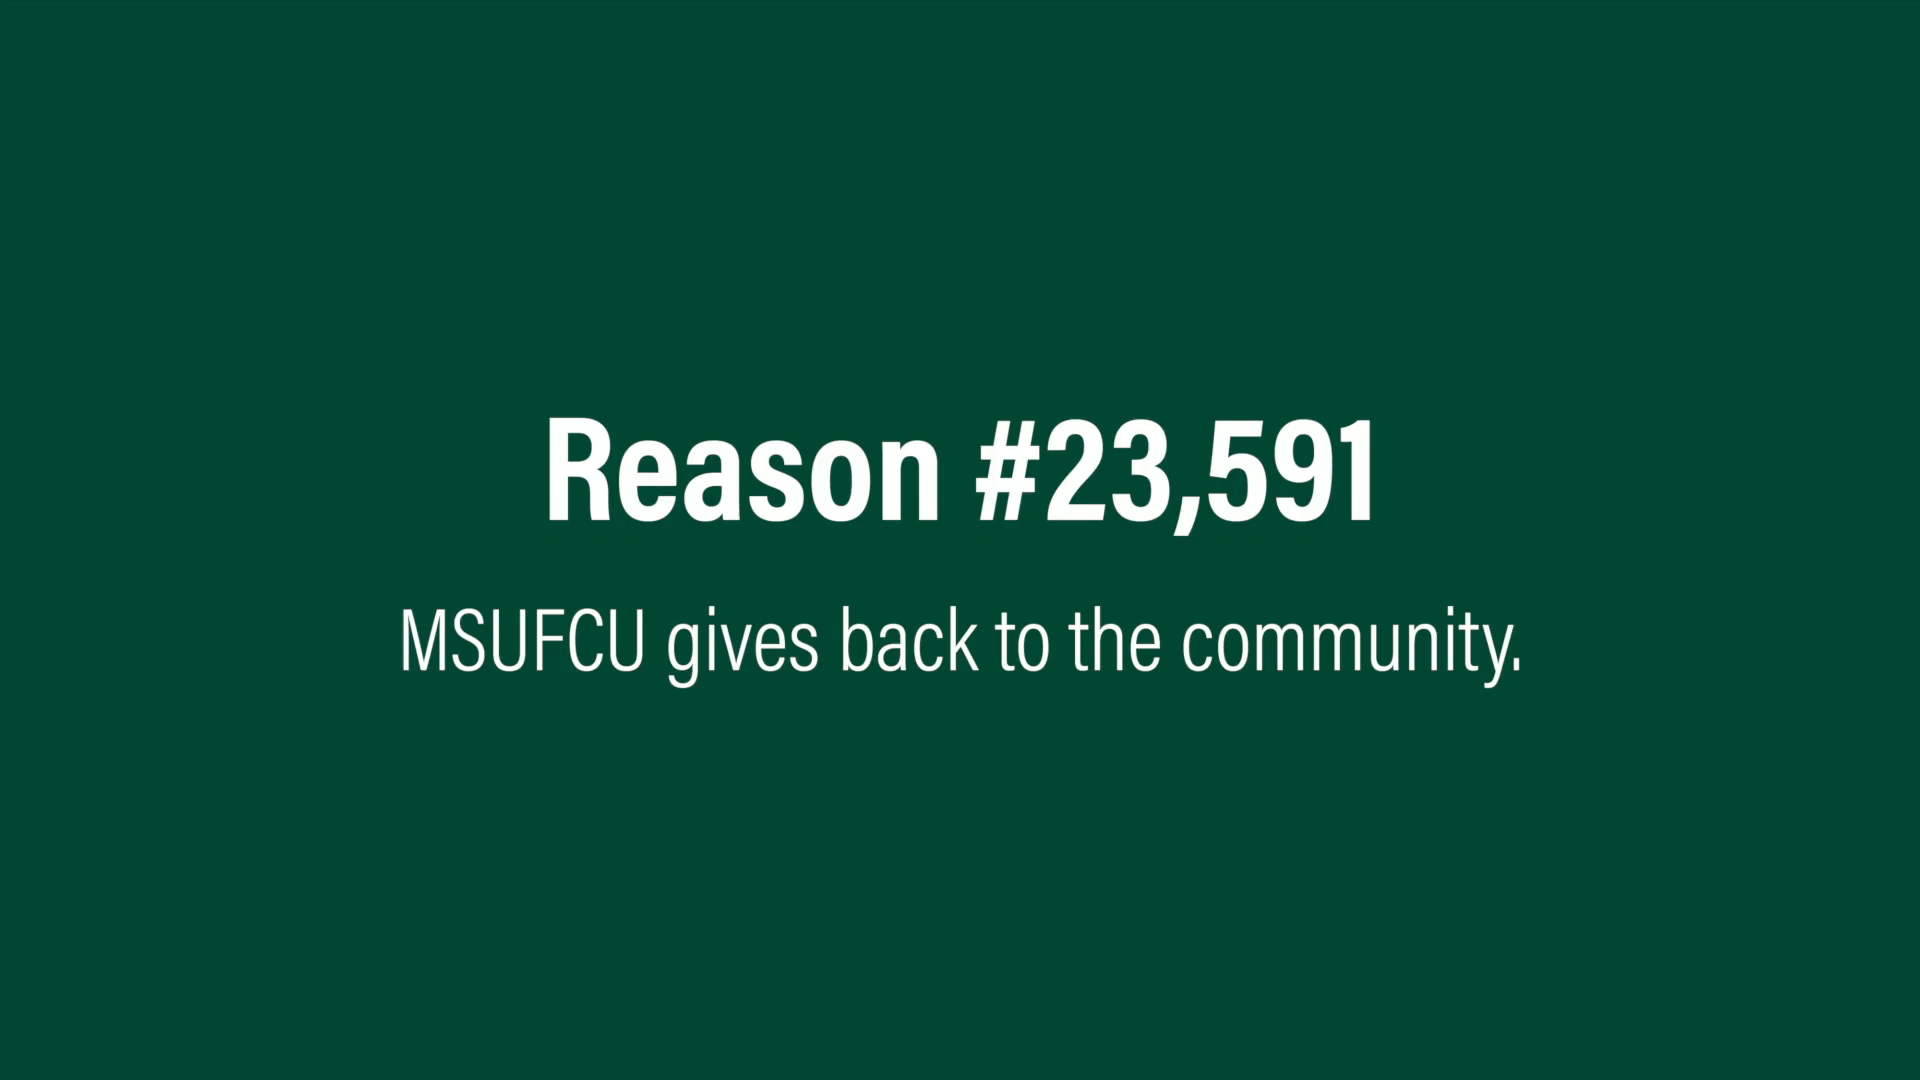 Reason #23,591
MSUFCU gives back to the community.